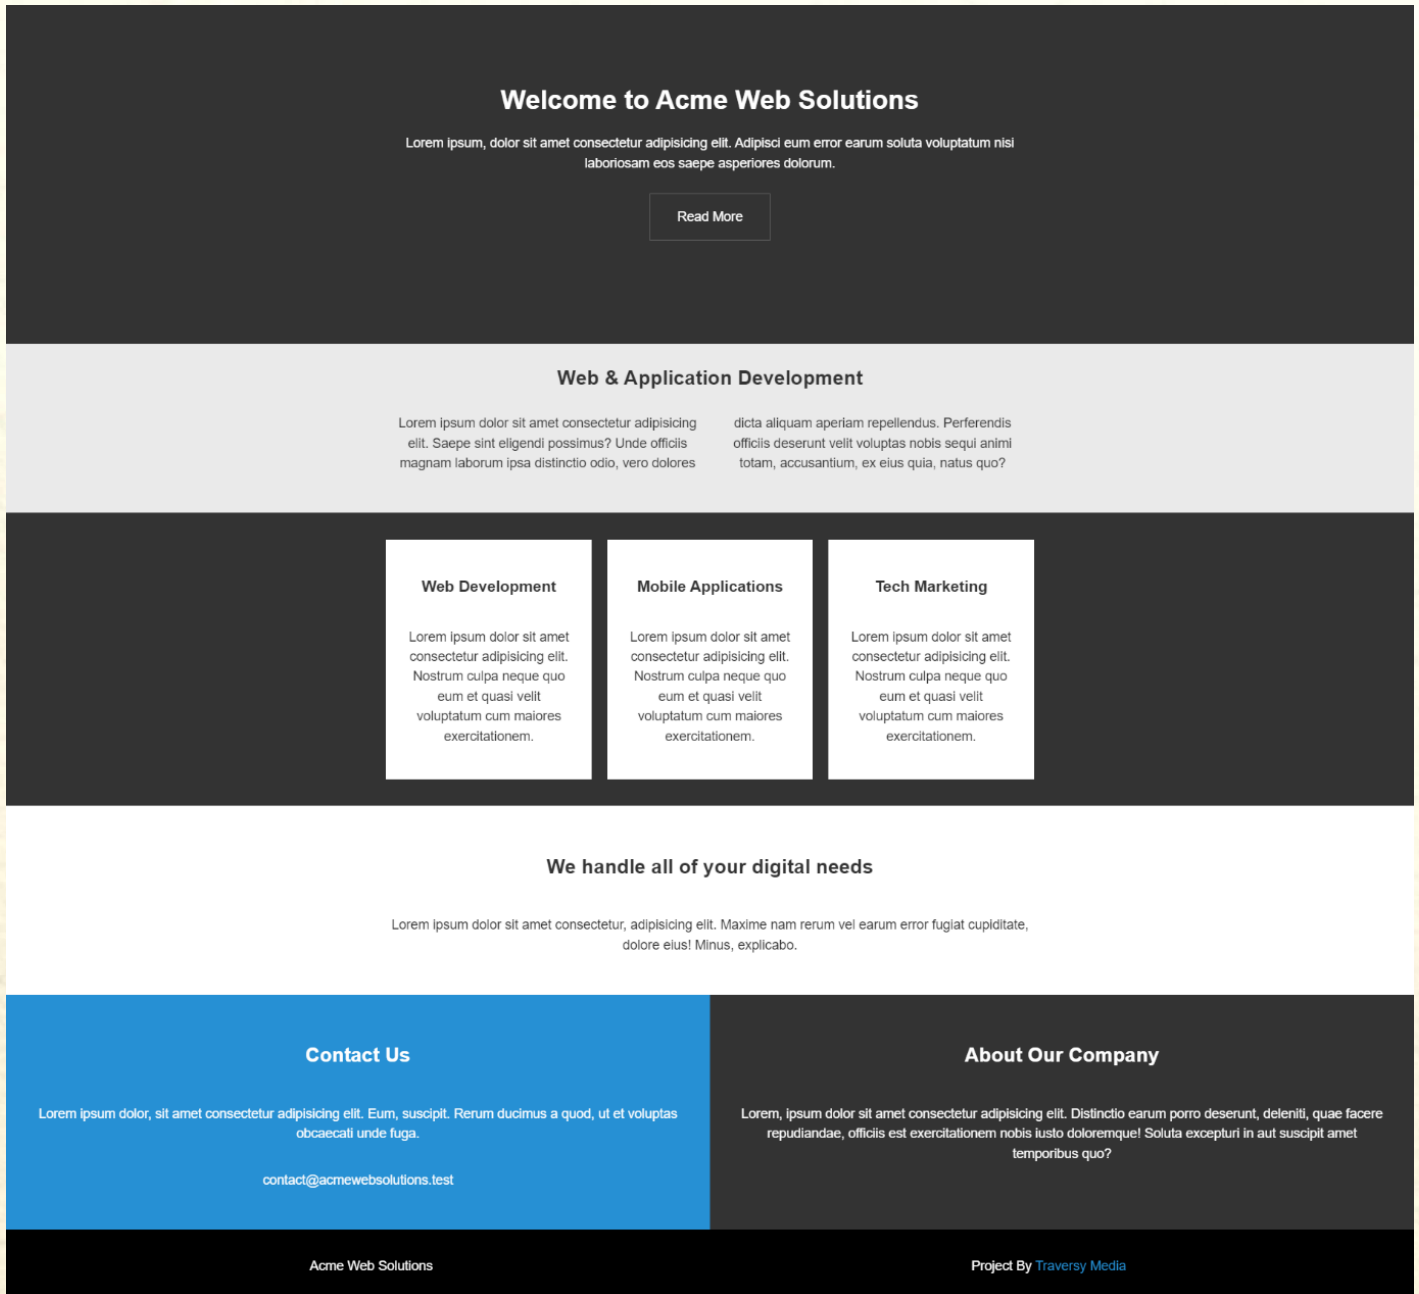 Welcome to Acme Web Solutions
Lorem ipsum, dolor sit amet consectetur adipisicing elit. Adipisci eum error earum soluta voluptatum nisi
laboriosam eos saepe asperiores dolorum.
Read More
Web & Application Development
Lorem ipsum dolor sit amet consectetur adipisicing
elit. Saepe sint eligendi possimus? Unde officiis
magnam laborum ipsa distinctio odio, vero dolores
dicta aliquam aperiam repellendus. Perferendis
officiis deserunt velit voluptas nobis sequi animi
totam, accusantium, ex eius quia, natus quo?
Web Development
Lorem ipsum dolor sit amet
consectetur adipisicing elit.
Nostrum culpa neque quo
eum et quasi velit
voluptatum cum maiores
exercitationem.
Mobile Applications
Lorem ipsum dolor sit amet
consectetur adipisicing elit.
Nostrum culpa neque quo
eum et quasi velit
voluptatum cum maiores
exercitationem.
Tech Marketing
Lorem ipsum dolor sit amet
consectetur adipisicing elit.
Nostrum culpa neque quo
eum et quasi velit
voluptatum cum maiores
exercitationem.
We handle all of your digital needs
Lorem ipsum dolor sit amet consectetur, adipisicing elit. Maxime nam rerum vel earum error fugiat cupiditate,
dolore eius! Minus, explicabo.
Contact Us
Lorem ipsum dolor, sit amet consectetur adipisicing elit. Eum, suscipit. Rerum ducimus a quod, ut et voluptas
obcaecati unde fuga.
contact@acmewebsolutions.test
About Our Company
Lorem, ipsum dolor sit amet consectetur adipisicing elit. Distinctio earum porro deserunt, deleniti, quae facere
repudiandae, officiis est exercitationem nobis iusto doloremque! Soluta excepturi in aut suscipit amet
temporibus quo?
Acme Web Solutions
Project By Traversy Media